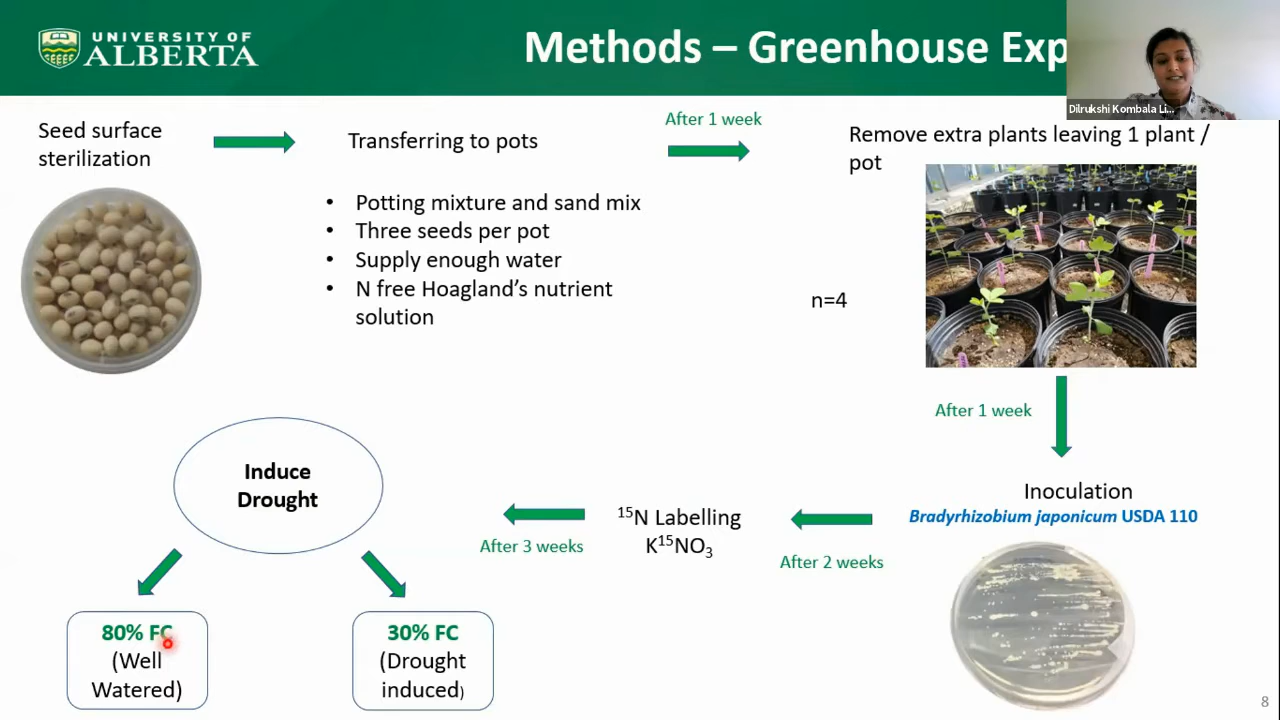 UNIVERSITY OF
ALBERTA
Methods – Greenhouse Exp
Dilrukshi Kombala Li...
Seed surface
sterilization
Transferring to pots
After 1 week
Remove extra plants leaving 1 plant /
pot
• Potting mixture and sand mix
• Three seeds per pot
• Supply enough water
• N free Hoagland’s nutrient
solution
n=4
After 1 week
Inoculation
Bradyrhizobium japonicum USDA 110
After 2 weeks
¹⁵N Labelling
K¹⁵NO₃
After 3 weeks
Induce
Drought
80% FC
(Well
Watered)
30% FC
(Drought
induced)
8